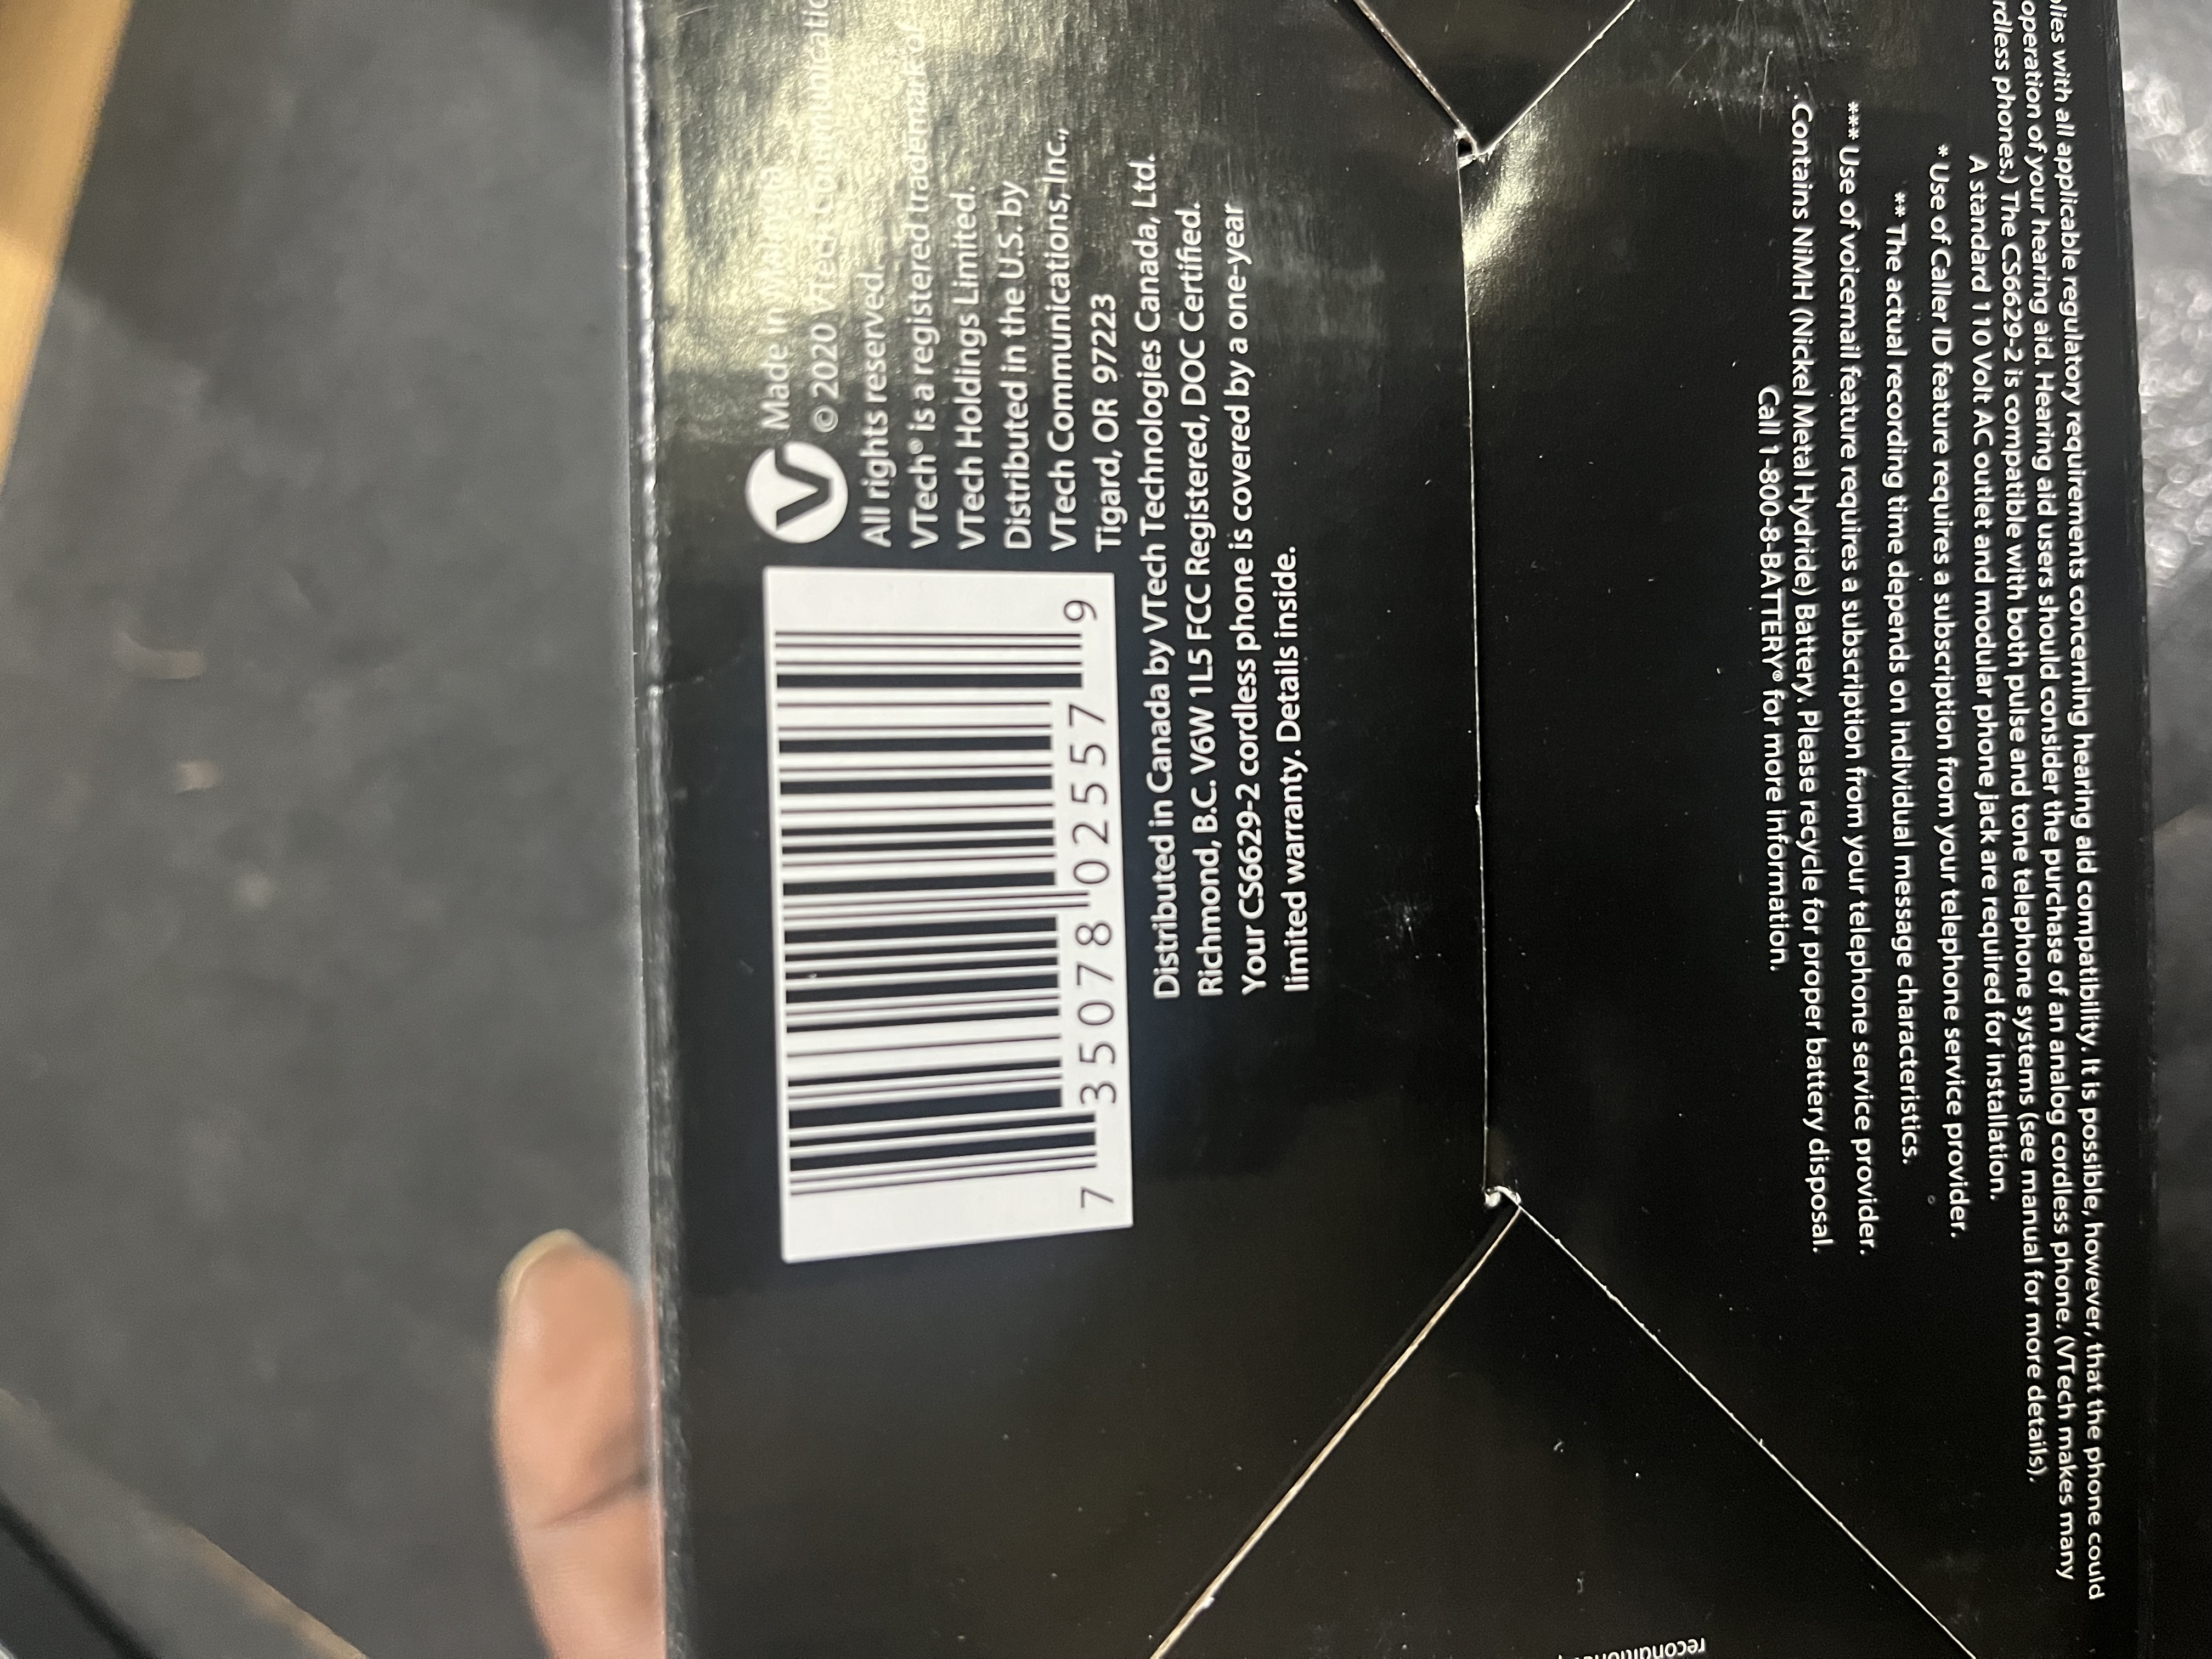 V
Made in
© 2020 VTech Communicatio
All rights reserved.
VTech® is a registered trademark of
VTech Holdings Limited.
Distributed in the U.S. by
VTech Communications, Inc.,
Tigard, OR 97223
7 35078 02557 9
Distributed in Canada by VTech Technologies Canada, Ltd.
Richmond, B.C. V6W 1L5 FCC Registered, DOC Certified.
Your CS6629-2 cordless phone is covered by a one-year
limited warranty. Details inside.
plies with all applicable regulatory requirements concerning hearing aid compatibility. It is possible, however, that the phone could
operation of your hearing aid. Hearing aid users should consider the purchase of an analog cordless phone. (VTech makes many
rdless phones.) The CS6629-2 is compatible with both pulse and tone telephone systems (see manual for more details).
A standard 110 Volt AC outlet and modular phone jack are required for installation.
* Use of Caller ID feature requires a subscription from your telephone service provider.
** The actual recording time depends on individual message characteristics.
*** Use of voicemail feature requires a subscription from your telephone service provider.
Contains NiMH (Nickel Metal Hydride) Battery. Please recycle for proper battery disposal.
Call 1-800-8-BATTERY® for more information.